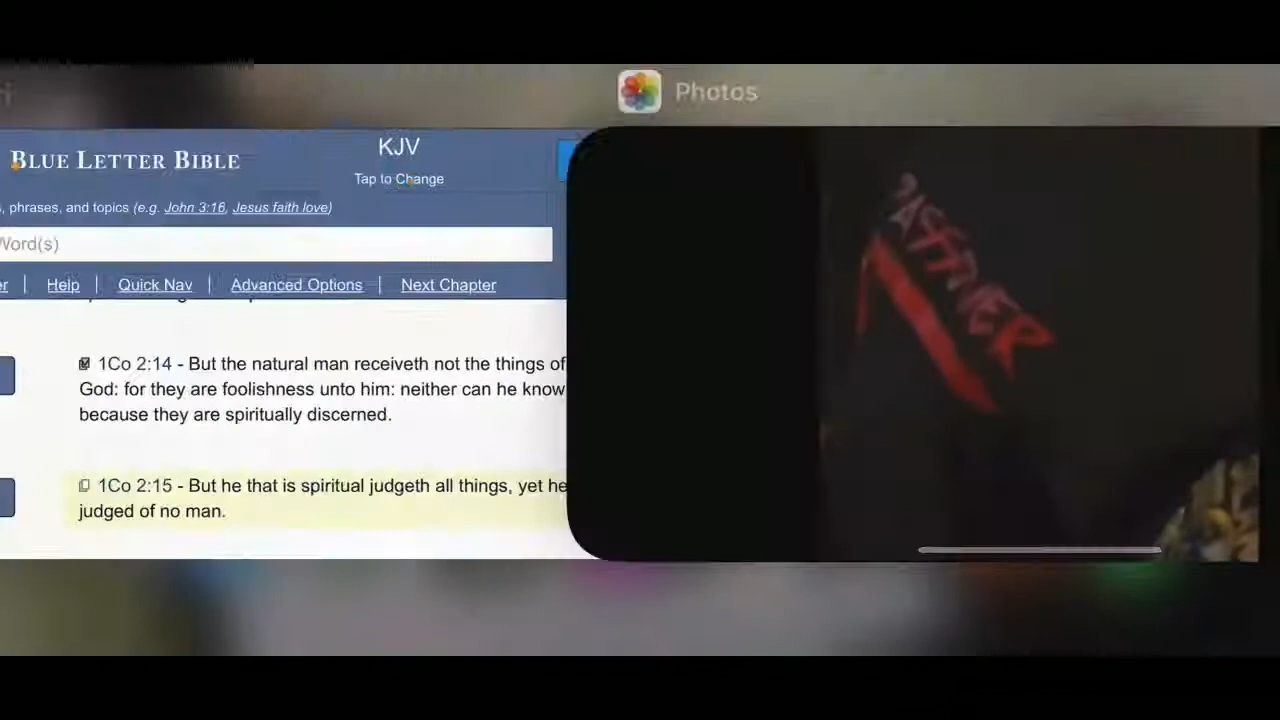 Photos
BLUE LETTER BIBLE
KJV
Tap to Change
, phrases, and topics (e.g. John 3:16, Jesus faith love)
Word(s)
Help | Quick Nav | Advanced Options | Next Chapter
1Co 2:14 - But the natural man receiveth not the things of
God: for they are foolishness unto him: neither can he know
because they are spiritually discerned.
1Co 2:15 - But he that is spiritual judgeth all things, yet he
judged of no man.